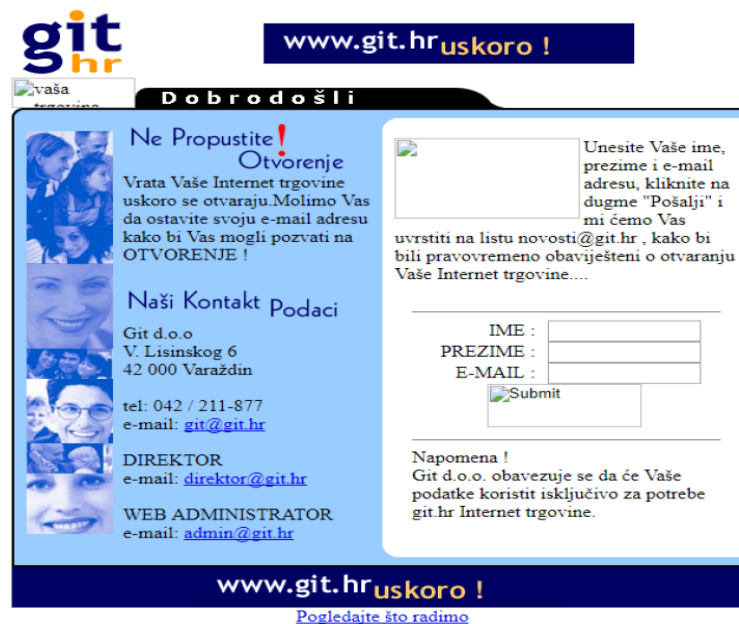 git
hr
www.git.hr uskoro !
vaša
trgovine
Dobrodošli
Ne Propustite !
Otvorenje
Vrata Vaše Internet trgovine
uskoro se otvaraju.Molimo Vas
da ostavite svoju e-mail adresu
kako bi Vas mogli pozvati na
OTVORENJE !
Naši Kontakt Podaci
Git d.o.o
V. Lisinskog 6
42 000 Varaždin
tel: 042 / 211-877
e-mail: git@git.hr
DIREKTOR
e-mail: direktor@git.hr
WEB ADMINISTRATOR
e-mail: admin@git.hr
Unesite Vaše ime,
prezime i e-mail
adresu, kliknite na
dugme "Pošalji" i
mi ćemo Vas
uvrstiti na listu novosti@git.hr , kako bi
bili pravovremeno obaviješteni o otvaranju
Vaše Internet trgovine....
IME :
PREZIME :
E-MAIL :
Submit
Napomena !
Git d.o.o. obavezuje se da će Vaše
podatke koristit isključivo za potrebe
git.hr Internet trgovine.
www.git.hr uskoro !
Pogledajte što radimo